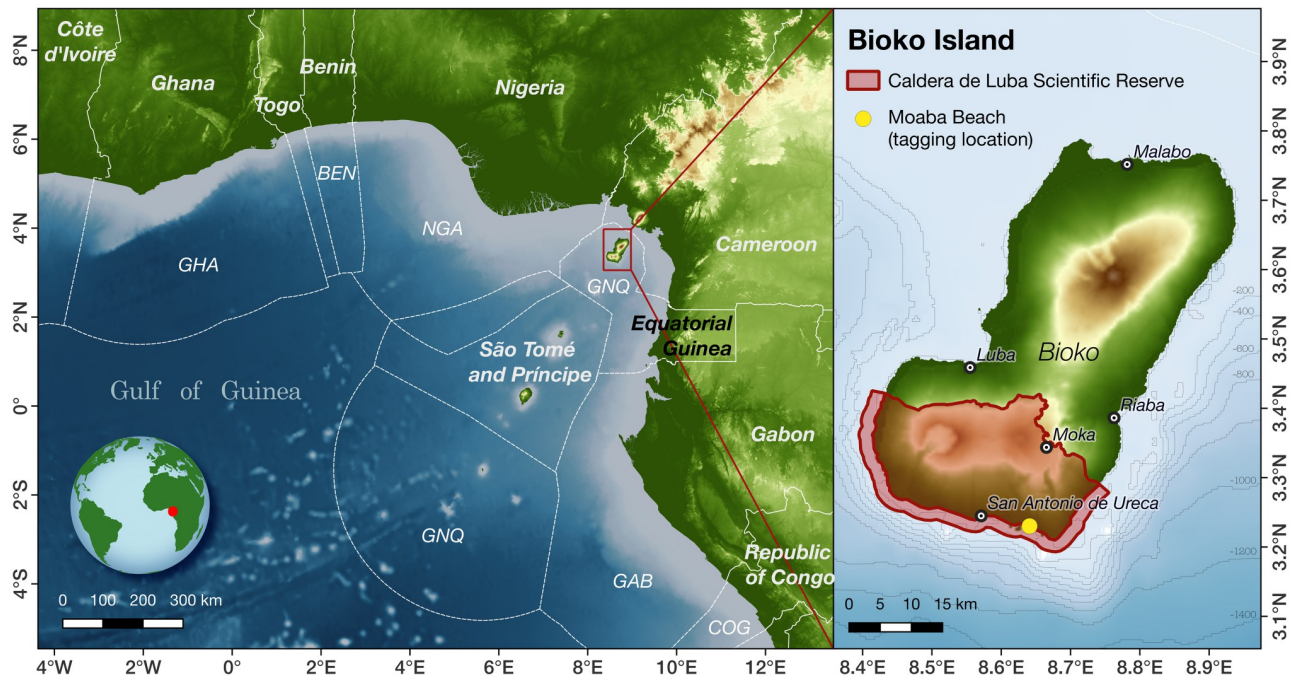 Côte
d'Ivoire
Ghana
Togo
Benin
Nigeria
Cameroon
Equatorial
Guinea
São Tomé
and Príncipe
Gabon
Republic
of Congo
GHA
BEN
NGA
GNQ
GNQ
GAB
COG
Gulf of Guinea
0 100 200 300 km
8°N
6°N
4°N
2°N
0°
2°S
4°S
4°W
2°W
0°
2°E
4°E
6°E
8°E
10°E
12°E
Bioko Island
Caldera de Luba Scientific Reserve
Moaba Beach
(tagging location)
Malabo
Luba
Bioko
Riaba
Moka
San Antonio de Ureca
-200
-400
-600
-800
-1000
-1200
-1400
0 5 10 15 km
3.9°N
3.8°N
3.7°N
3.6°N
3.5°N
3.4°N
3.3°N
3.2°N
3.1°N
8.4°E
8.5°E
8.6°E
8.7°E
8.8°E
8.9°E